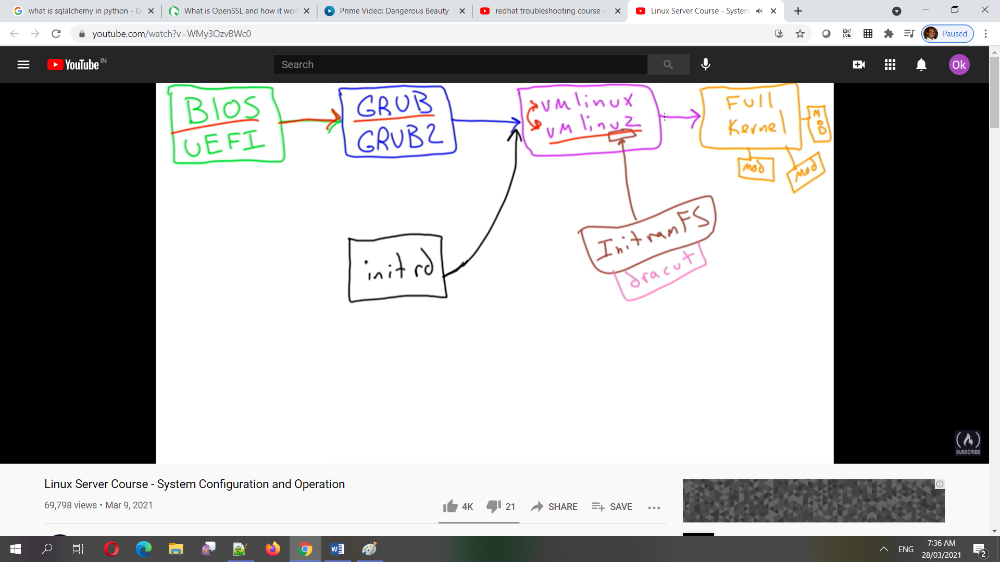 what is sqlalchemy in python - G
What is OpenSSL and how it wor
Prime Video: Dangerous Beauty
redhat troubleshooting course -
Linux Server Course - System
youtube.com/watch?v=WMy3OzvBWc0
Paused
YouTube IN
Search
Ok
BIOS
UEFI
GRUB
GRUB2
vmlinux
vmlinuz
Full
Kernel
MOD
mod
mod
initrd
InitramFS
dracut
SUBSCRIBE
Linux Server Course - System Configuration and Operation
69,798 views • Mar 9, 2021
4K
21
SHARE
SAVE
ENG
7:36 AM
28/03/2021
2